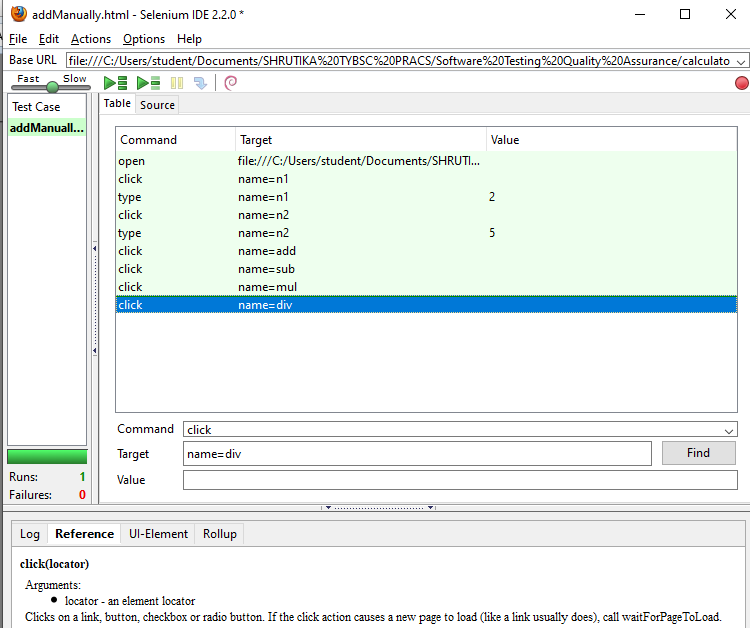 addManually.html - Selenium IDE 2.2.0 *
File Edit Actions Options Help
Base URL file:///C:/Users/student/Documents/SHRUTIKA%20TYBSC%20PRACS/Software%20Testing%20Quality%20Assurance/calculato
Fast Slow
Test Case
addManuall...
Table Source
Command Target Value
open file:///C:/Users/student/Documents/SHRUTI...
click name=n1
type name=n1 2
click name=n2
type name=n2 5
click name=add
click name=sub
click name=mul
click name=div
Command click
Target name=div Find
Value
Runs: 1
Failures: 0
Log Reference UI-Element Rollup
click(locator)
Arguments:
● locator - an element locator
Clicks on a link, button, checkbox or radio button. If the click action causes a new page to load (like a link usually does), call waitForPageToLoad.